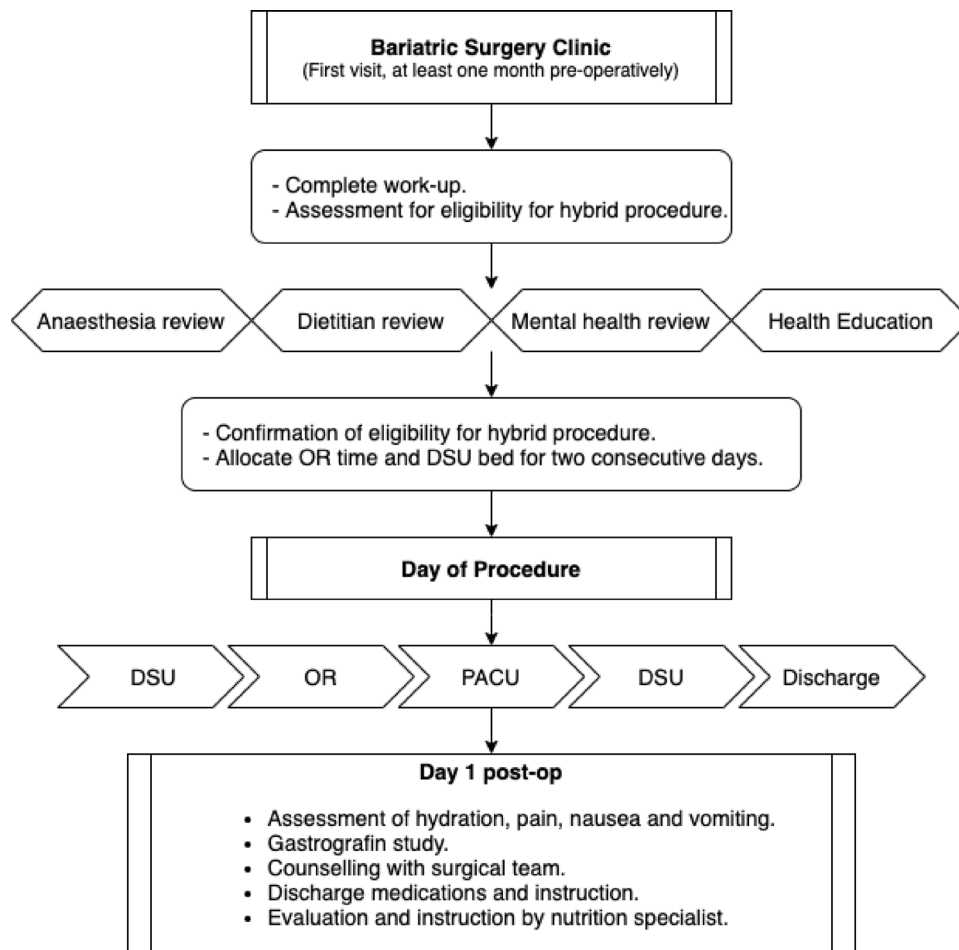 Bariatric Surgery Clinic
(First visit, at least one month pre-operatively)
- Complete work-up.
- Assessment for eligibility for hybrid procedure.
Anaesthesia review
Dietitian review
Mental health review
Health Education
- Confirmation of eligibility for hybrid procedure.
- Allocate OR time and DSU bed for two consecutive days.
Day of Procedure
DSU
OR
PACU
DSU
Discharge
Day 1 post-op
• Assessment of hydration, pain, nausea and vomiting.
• Gastrografin study.
• Counselling with surgical team.
• Discharge medications and instruction.
• Evaluation and instruction by nutrition specialist.